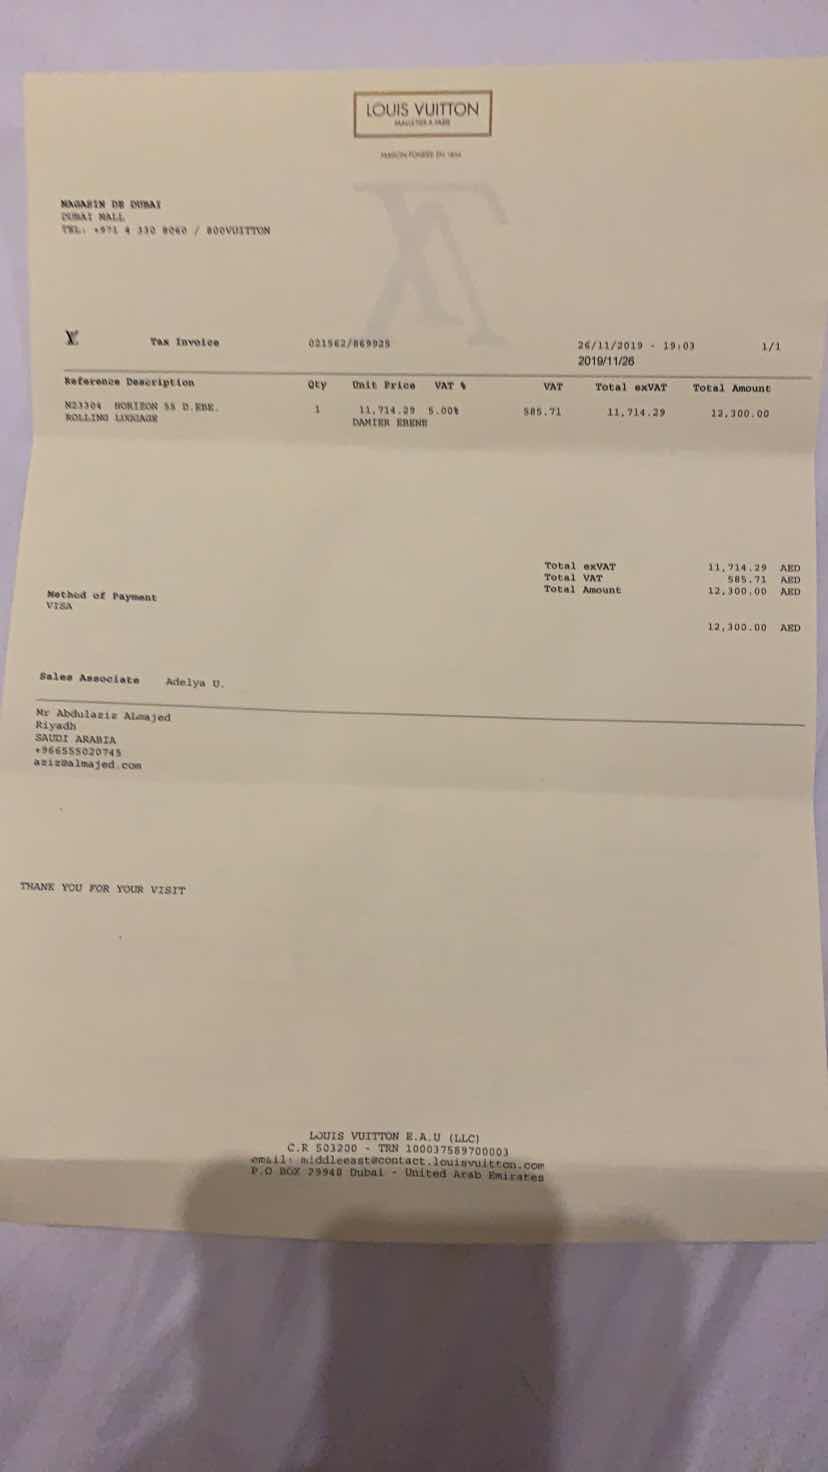 LOUIS VUITTON
MALLETIER À PARIS
MAISON FONDÉE EN 1854
MAGASIN DE DUBAI
DUBAI MALL
TEL: +971 4 330 8060 / 800VUITTON
Tax Invoice 021562/869925 26/11/2019 - 19:03 1/1
2019/11/26
Reference Description Qty Unit Price VAT % VAT Total exVAT Total Amount
N23304 HORIZON 55 D.EBE. 1 11,714.29 5.00% 585.71 11,714.29 12,300.00
ROLLING LUGGAGE DAMIER EBENE
Total exVAT 11,714.29 AED
Total VAT 585.71 AED
Total Amount 12,300.00 AED
Method of Payment
VISA
12,300.00 AED
Sales Associate Adelya U.
Mr Abdulaziz ALmajed
Riyadh
SAUDI ARABIA
+966555020745
aziz@almajed.com
THANK YOU FOR YOUR VISIT
LOUIS VUITTON E.A.U (LLC)
C.R 503200 - TRN 100037589700003
email: middleeast@contact.louisvuitton.com
P.O BOX 29948 Dubai - United Arab Emirates